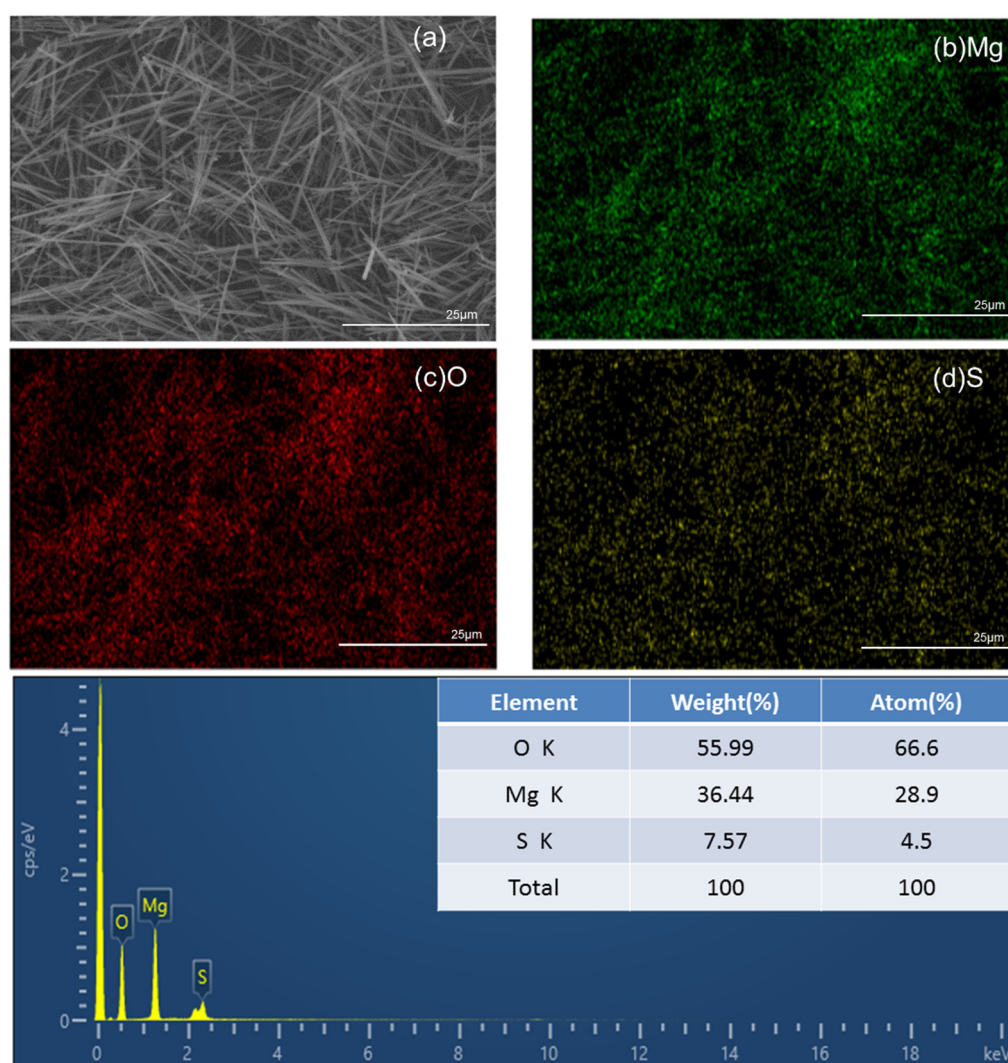 (a)
25μm
(b)Mg
25μm
(c)O
25μm
(d)S
25μm
Element Weight(%) Atom(%)
O K 55.99 66.6
Mg K 36.44 28.9
S K 7.57 4.5
Total 100 100
cps/eV
4
2
0
O
Mg
S
0 2 4 6 8 10 12 14 16 18 keV